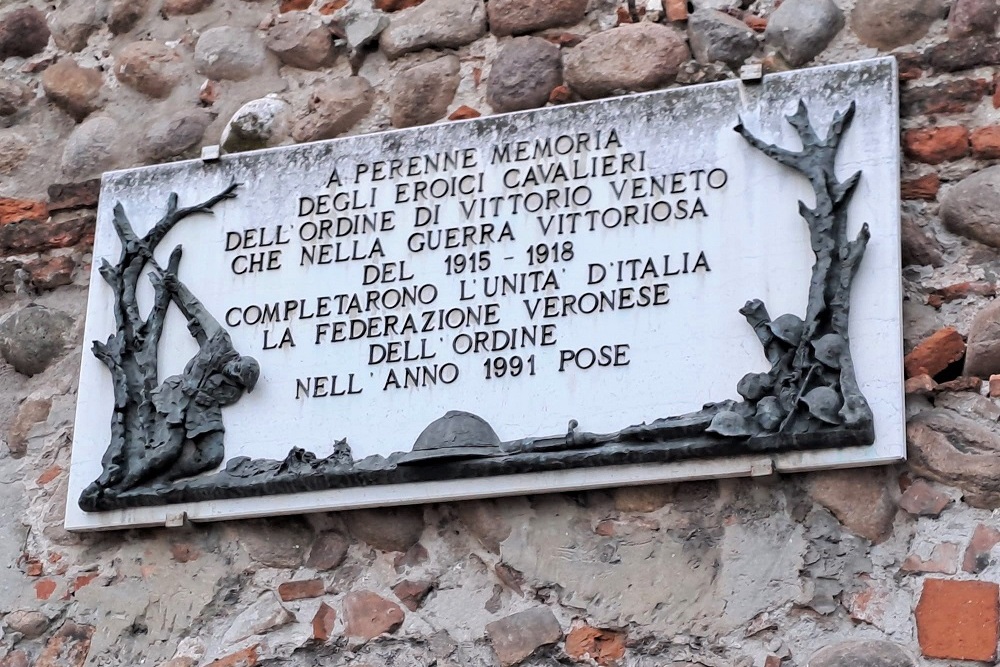 A PERENNE MEMORIA
DEGLI EROICI CAVALIERI
DELL'ORDINE DI VITTORIO VENETO
CHE NELLA GUERRA VITTORIOSA
DEL 1915 - 1918
COMPLETARONO L'UNITA' D'ITALIA
LA FEDERAZIONE VERONESE
DELL'ORDINE
NELL'ANNO 1991 POSE